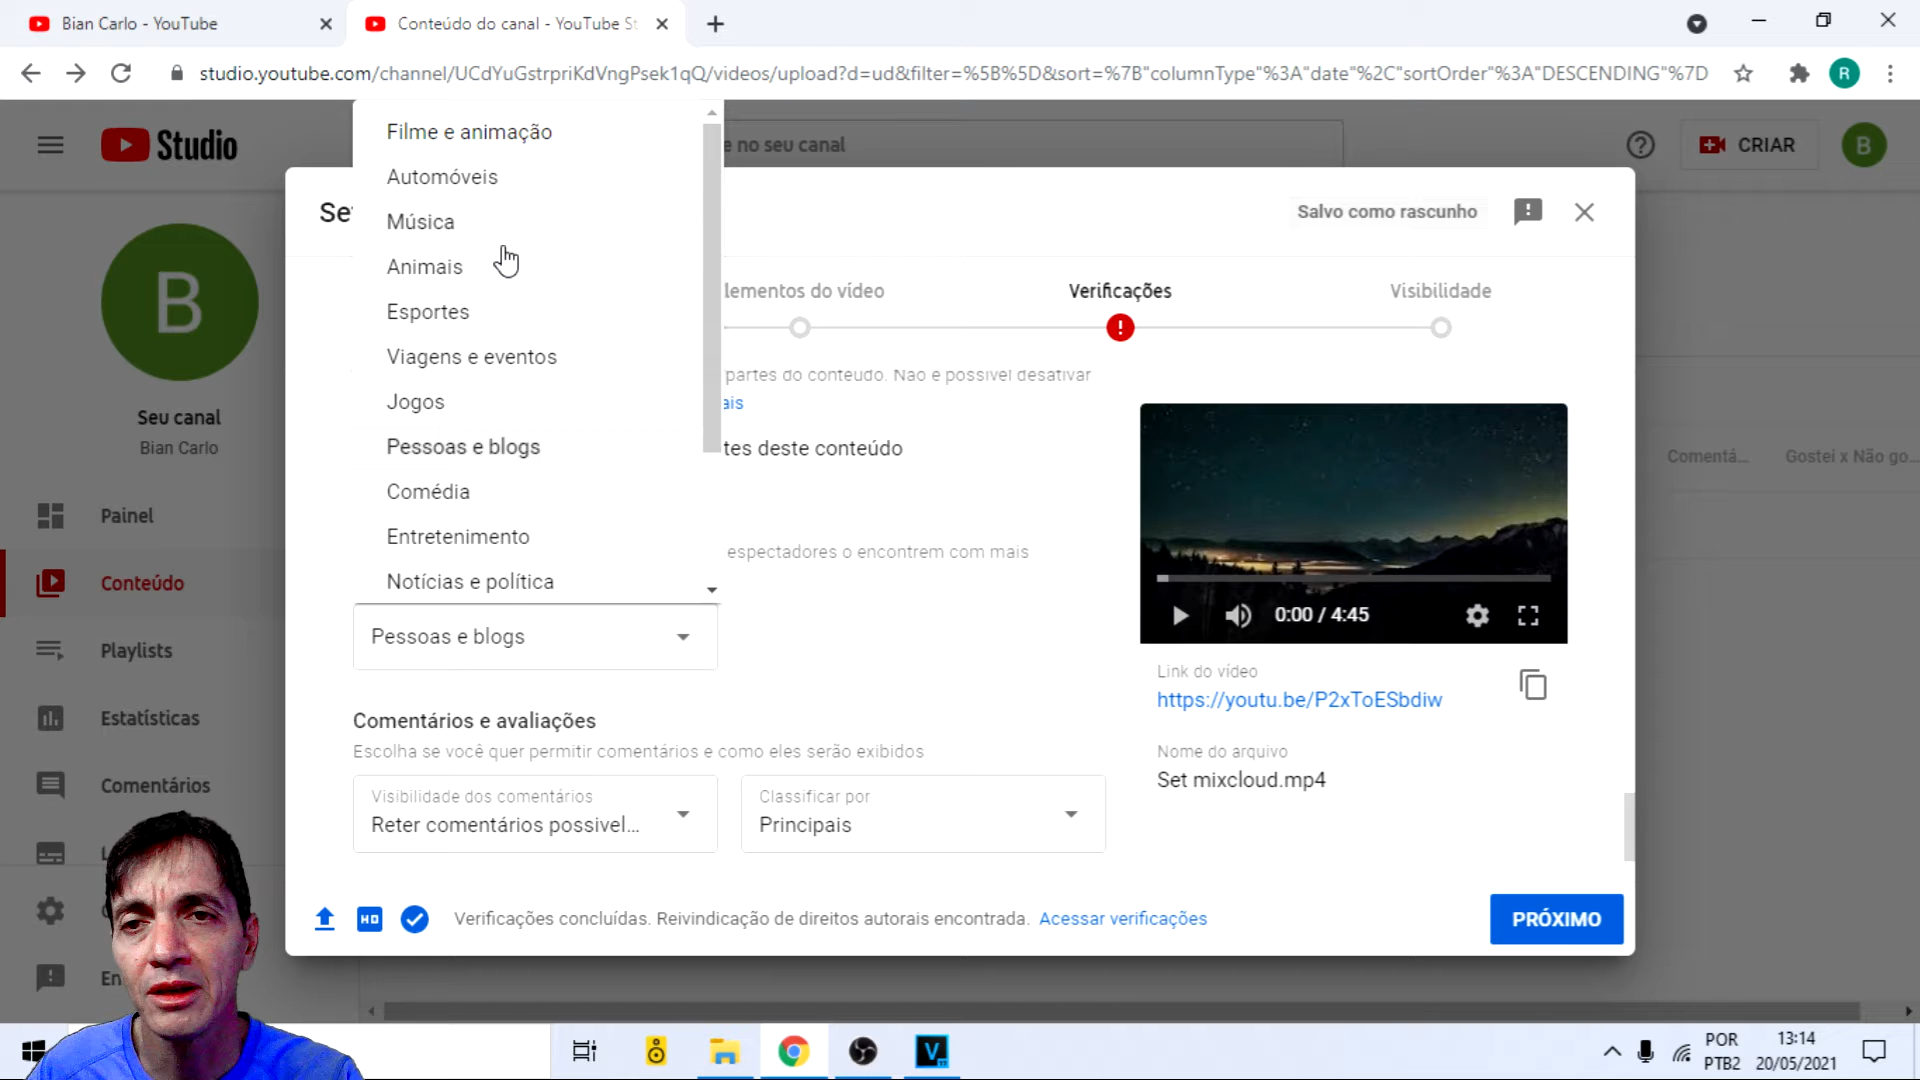 Bian Carlo - YouTube
Conteúdo do canal - YouTube St
studio.youtube.com/channel/UCdYuGstrpriKdVngPsek1qQ/videos/upload?d=ud&filter=%5B%5D&sort=%7B"columnType"%3A"date"%2C"sortOrder"%3A"DESCENDING"%7D
R
Studio
e no seu canal
CRIAR
B
Filme e animação
Automóveis
Música
Animais
Esportes
Viagens e eventos
Jogos
Pessoas e blogs
Comédia
Entretenimento
Notícias e política
Pessoas e blogs
Set
Salvo como rascunho
lementos do vídeo
Verificações
Visibilidade
partes do conteúdo. Não é possível desativar
ais
tes deste conteúdo
espectadores o encontrem com mais
B
Seu canal
Bian Carlo
Painel
Conteúdo
Playlists
Estatísticas
Comentários
L
En
Comentá...
Gostei x Não go...
0:00 / 4:45
Link do vídeo
https://youtu.be/P2xToESbdiw
Nome do arquivo
Set mixcloud.mp4
Comentários e avaliações
Escolha se você quer permitir comentários e como eles serão exibidos
Visibilidade dos comentários
Reter comentários possivel...
Classificar por
Principais
HD
Verificações concluídas. Reivindicação de direitos autorais encontrada. Acessar verificações
PRÓXIMO
V
POR
PTB2
13:14
20/05/2021